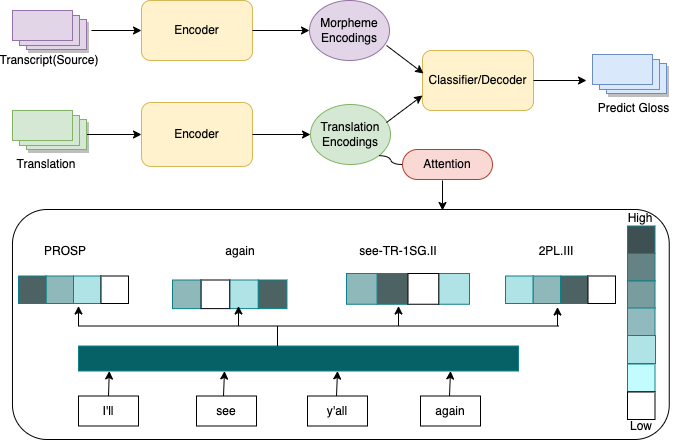 Transcript(Source)
Encoder
Morpheme
Encodings
Classifier/Decoder
Predict Gloss
Translation
Encoder
Translation
Encodings
Attention
High
PROSP
again
see-TR-1SG.II
2PL.III
I'll
see
y'all
again
Low